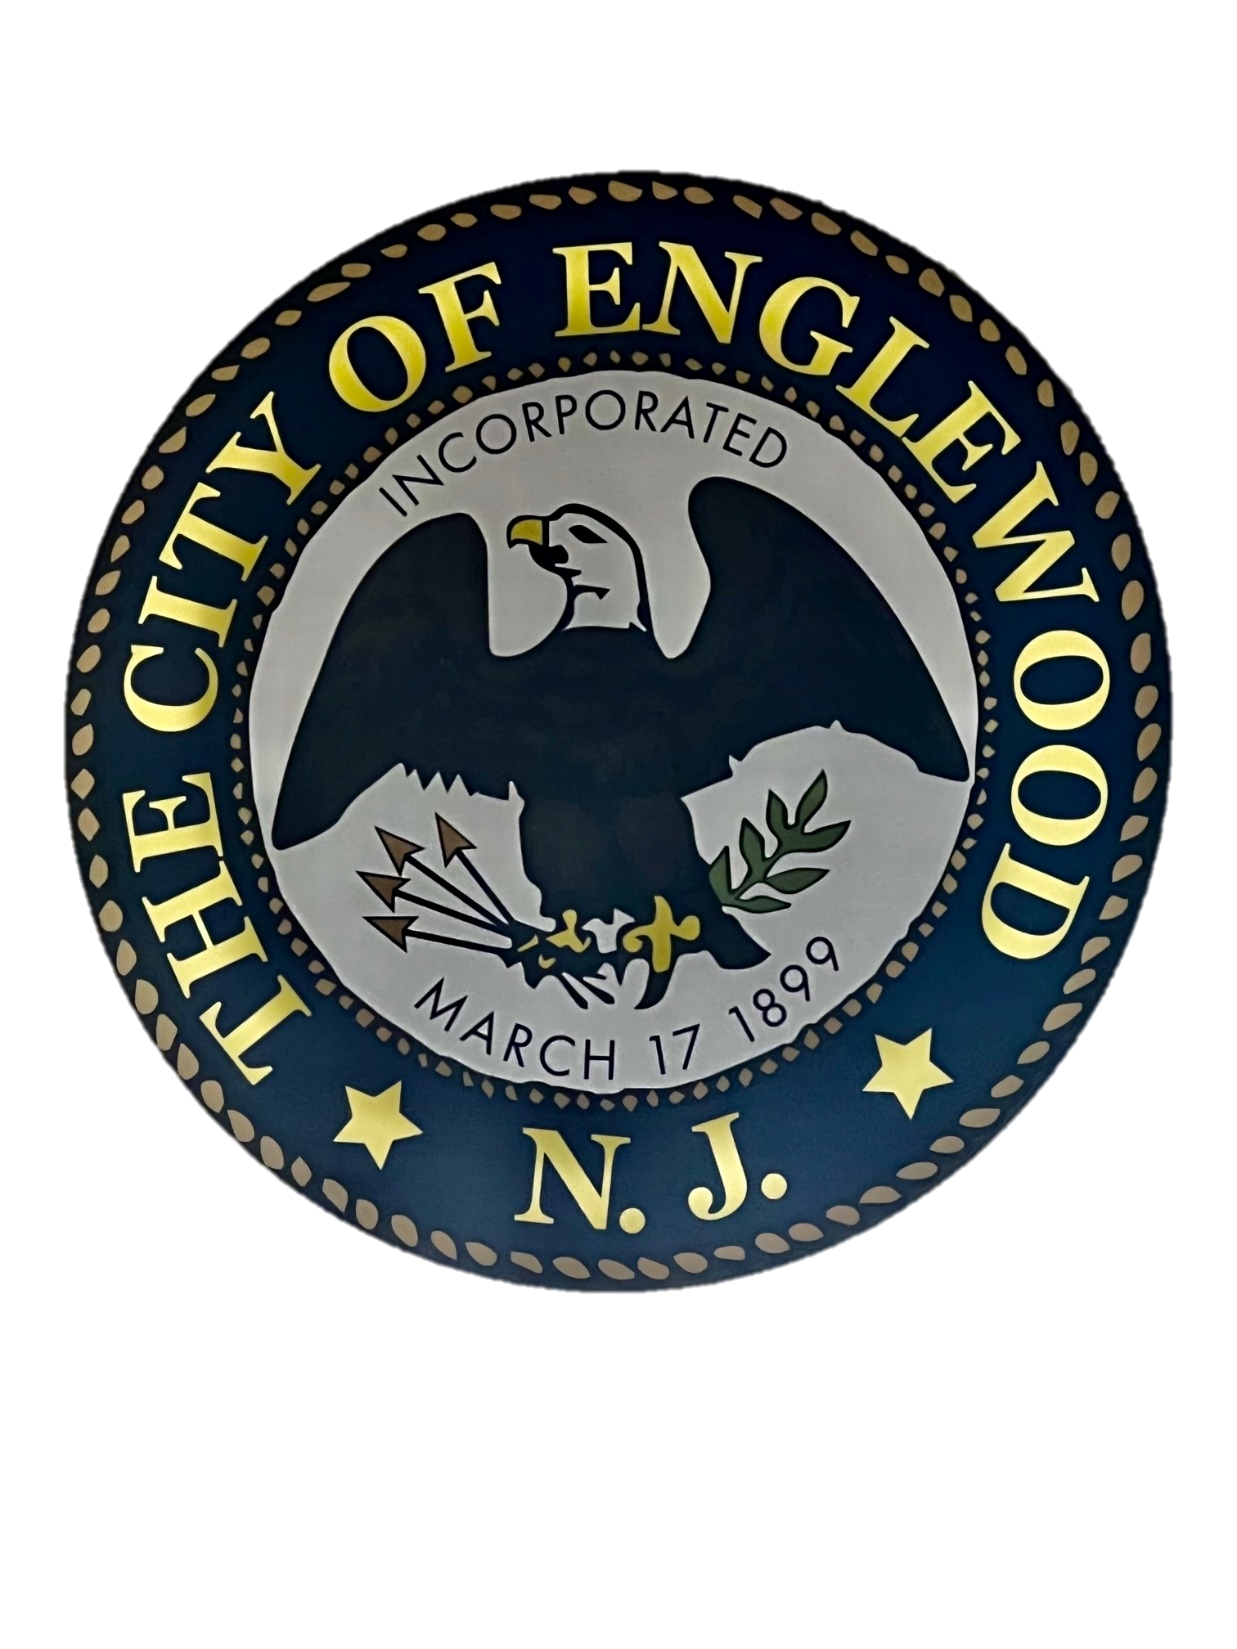 THE CITY OF ENGLEWOOD
INCORPORATED
MARCH 17 1899
N. J.